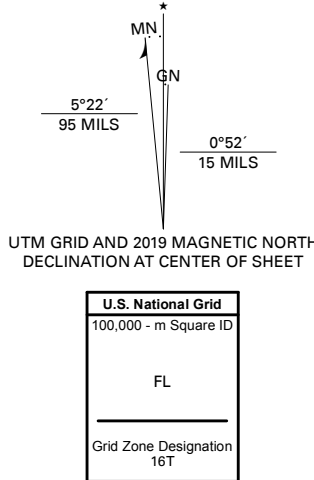 MN
GN
5°22´
95 MILS
0°52´
15 MILS
UTM GRID AND 2019 MAGNETIC NORTH
DECLINATION AT CENTER OF SHEET
U.S. National Grid
100,000 - m Square ID
FL
Grid Zone Designation
16T